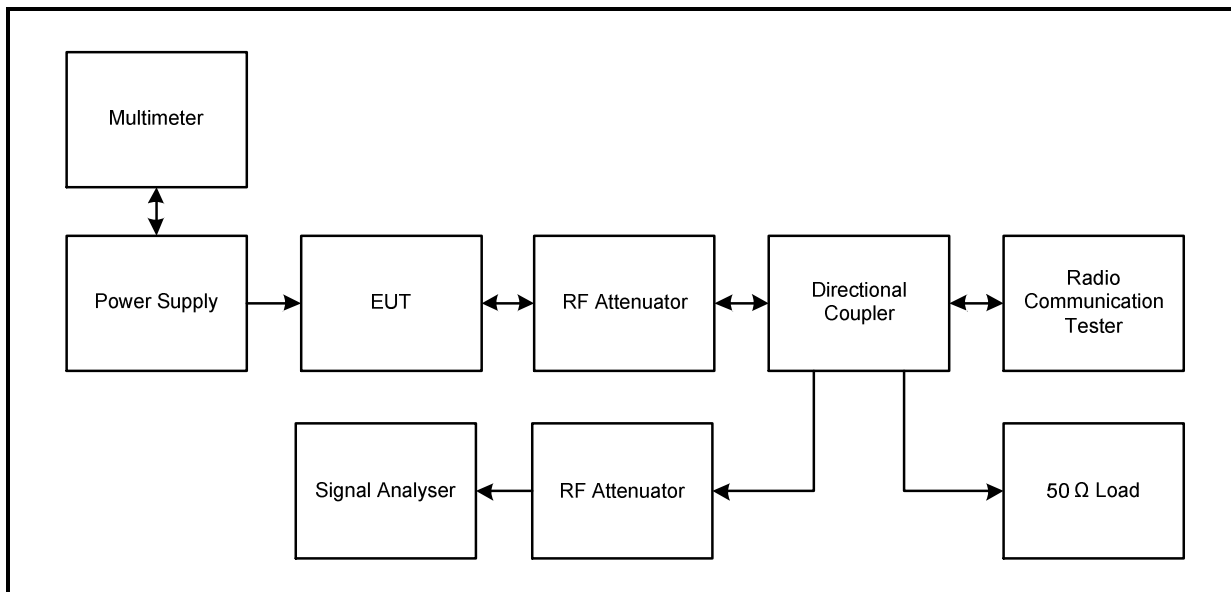 Multimeter
Power Supply
EUT
RF Attenuator
Directional
Coupler
Radio
Communication
Tester
Signal Analyser
RF Attenuator
50 Ω Load